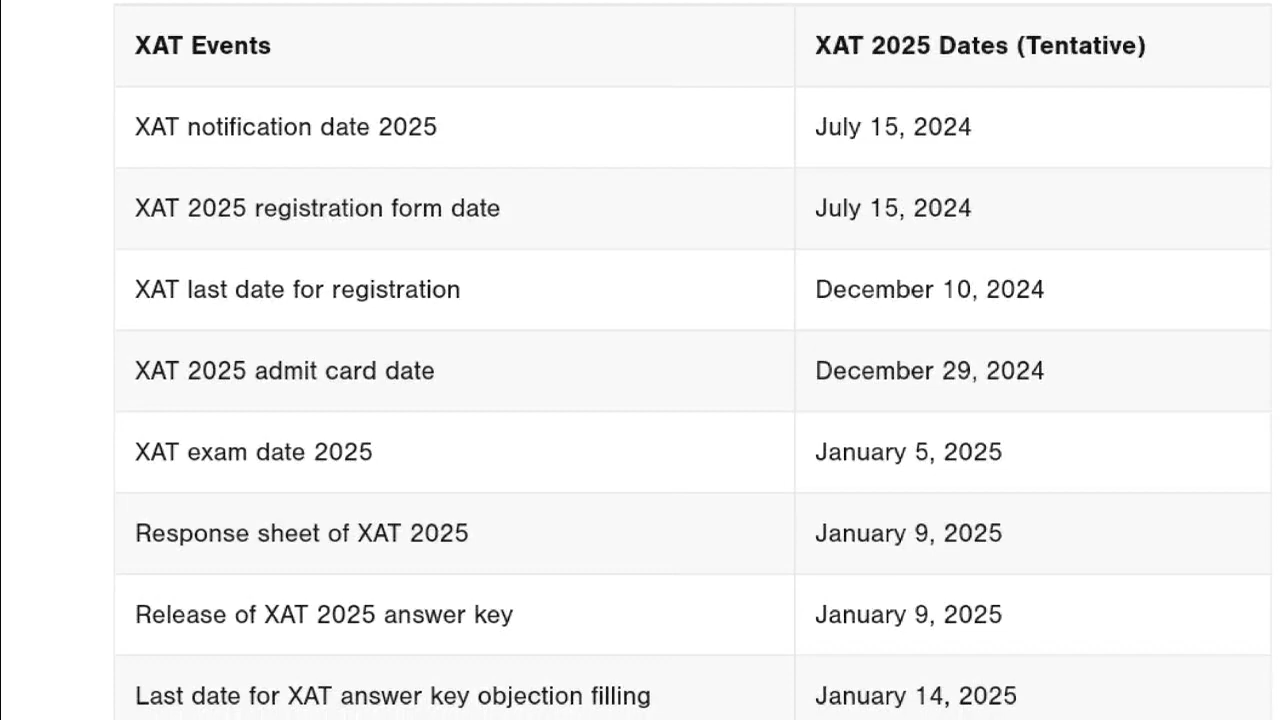 XAT Events XAT 2025 Dates (Tentative)
XAT notification date 2025 July 15, 2024
XAT 2025 registration form date July 15, 2024
XAT last date for registration December 10, 2024
XAT 2025 admit card date December 29, 2024
XAT exam date 2025 January 5, 2025
Response sheet of XAT 2025 January 9, 2025
Release of XAT 2025 answer key January 9, 2025
Last date for XAT answer key objection filling January 14, 2025